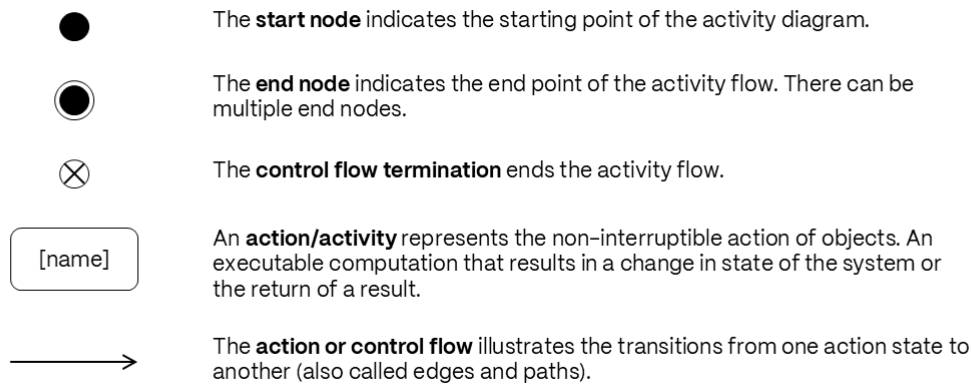 The start node indicates the starting point of the activity diagram.
The end node indicates the end point of the activity flow. There can be
multiple end nodes.
The control flow termination ends the activity flow.
[name]
An action/activity represents the non-interruptible action of objects. An
executable computation that results in a change in state of the system or
the return of a result.
The action or control flow illustrates the transitions from one action state to
another (also called edges and paths).